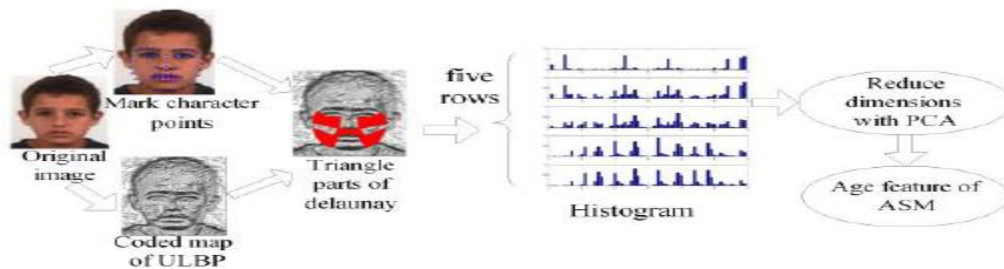 Mark character
points
Original
image
Coded map
of ULBP
Triangle
parts of
delaunay
five
rows
Histogram
Reduce
dimensions
with PCA
Age feature of
ASM